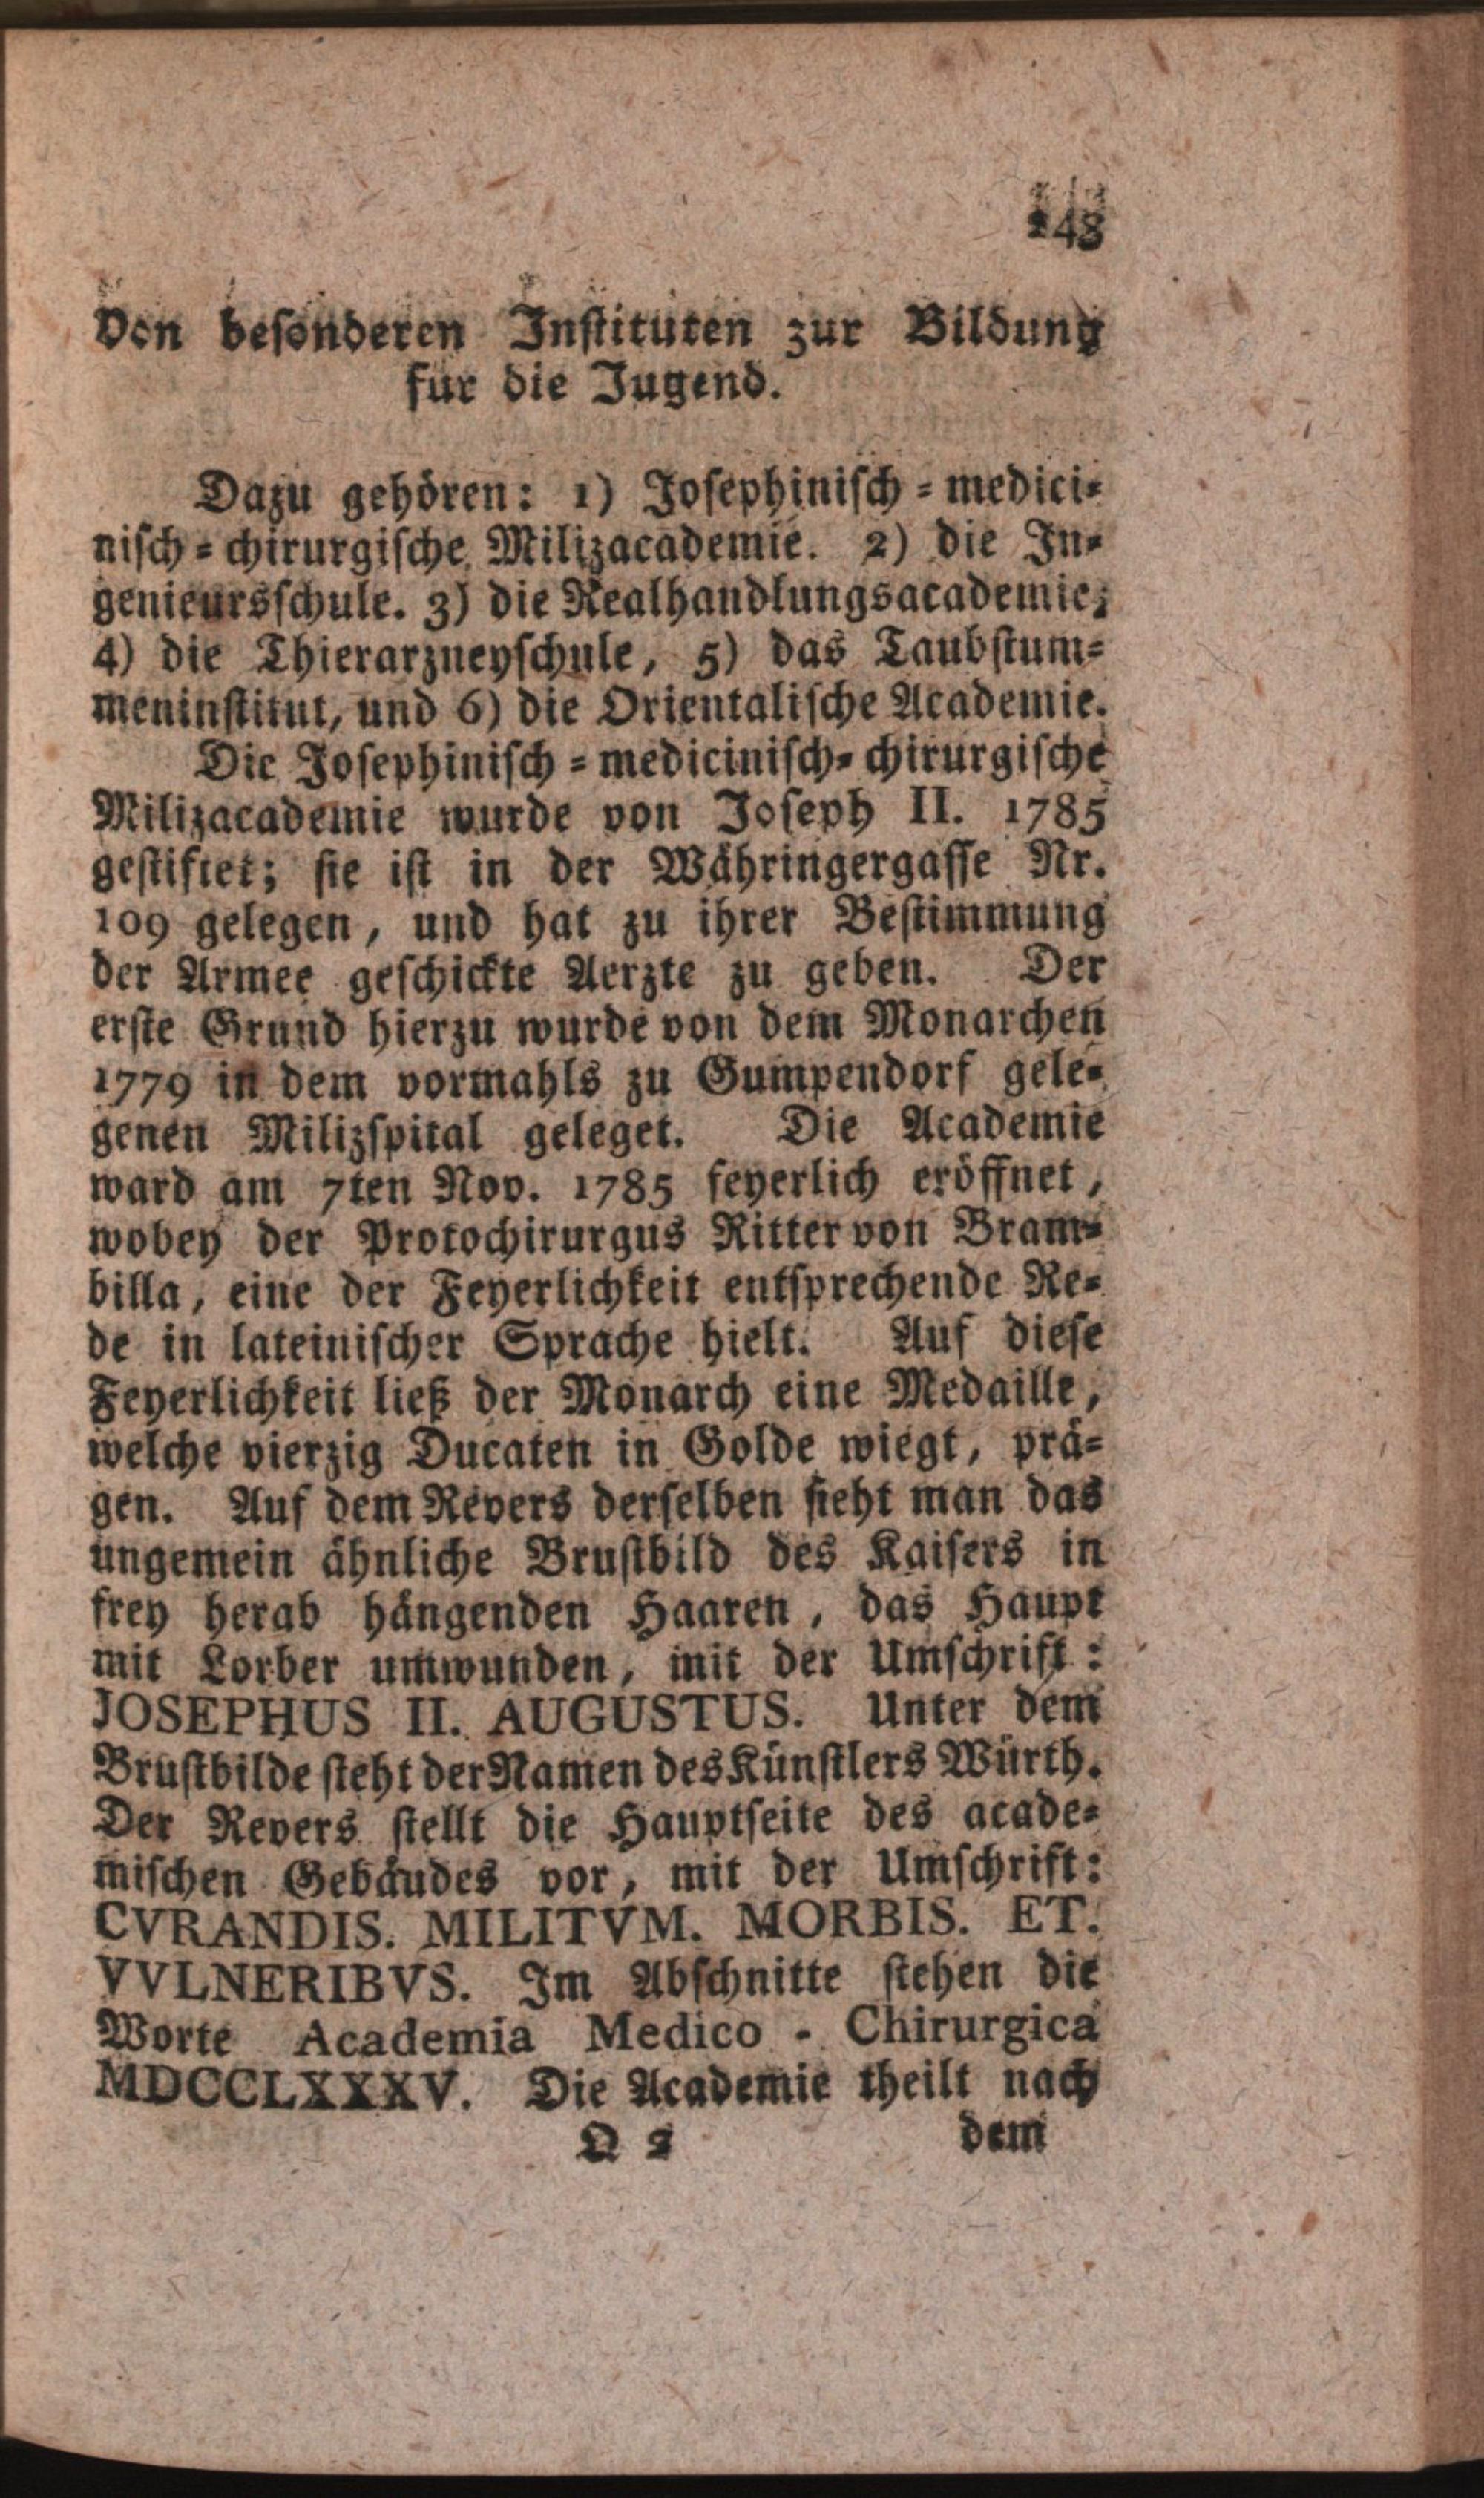 243
Von beſonderen Inſtituten zur Bildung
für die Jugend.
Dazu gehören: 1) Joſephiniſch = medici=
niſch = chirurgiſche Milizacademie. 2) die In=
genieursſchule. 3) die Realhandlungsacademie,
4) die Thierarzneyſchule, 5) das Taubſtum=
meninſtitut, und 6) die Orientaliſche Academie.
Die Joſephiniſch = mediciniſch= chirurgiſche
Milizacademie wurde von Joſeph II. 1785
geſtiftet; ſie iſt in der Währingergaſſe Nr.
109 gelegen, und hat zu ihrer Beſtimmung
der Armee geſchickte Aerzte zu geben. Der
erſte Grund hierzu wurde von dem Monarchen
1779 in dem vormahls zu Gumpendorf gele=
genen Milizſpital geleget. Die Academie
ward am 7ten Nov. 1785 feyerlich eröffnet,
wobey der Protochirurgus Ritter von Bram=
billa, eine der Feyerlichkeit entſprechende Re=
de in lateiniſcher Sprache hielt. Auf dieſe
Feyerlichkeit ließ der Monarch eine Medaille,
welche vierzig Ducaten in Golde wiegt, prä=
gen. Auf dem Revers derſelben ſieht man das
ungemein ähnliche Bruſtbild des Kaiſers in
frey herab hängenden Haaren, das Haupt
mit Lorber umwunden, mit der Umſchrift:
JOSEPHUS II. AUGUSTUS. Unter dem
Bruſtbilde ſteht der Namen des Künſtlers Würth.
Der Revers ſtellt die Hauptſeite des acade=
miſchen Gebäudes vor, mit der Umſchrift:
CVRANDIS. MILITVM. MORBIS. ET.
VVLNERIBVS. Im Abſchnitte ſtehen die
Worte Academia Medico - Chirurgica
MDCCLXXXV. Die Academie theilt nach
Q 2 dem